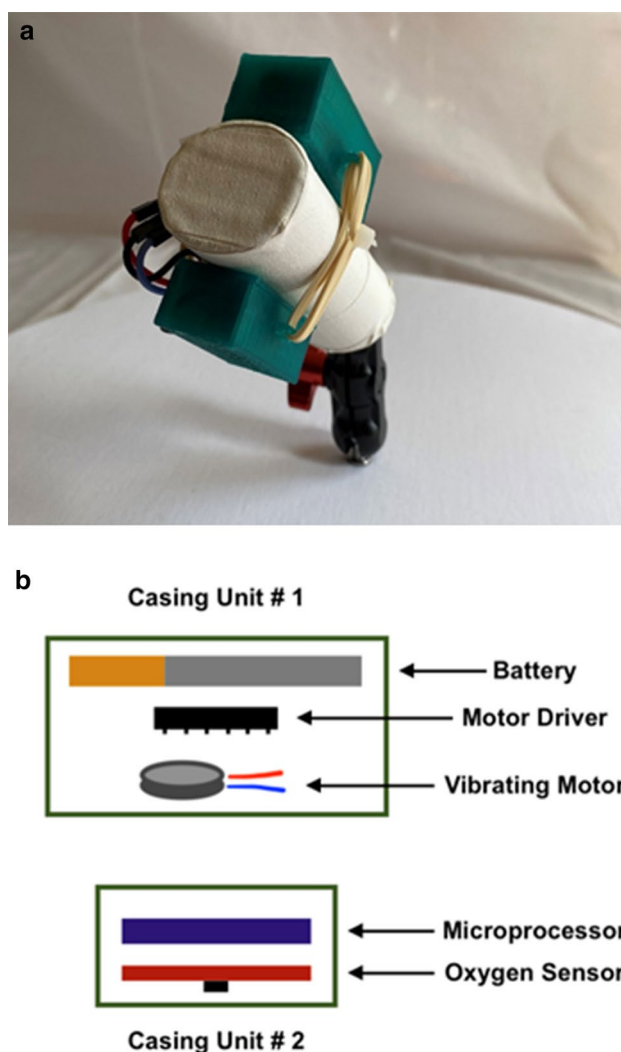 a
b
Casing Unit # 1
Battery
Motor Driver
Vibrating Motor
Microprocessor
Oxygen Sensor
Casing Unit # 2